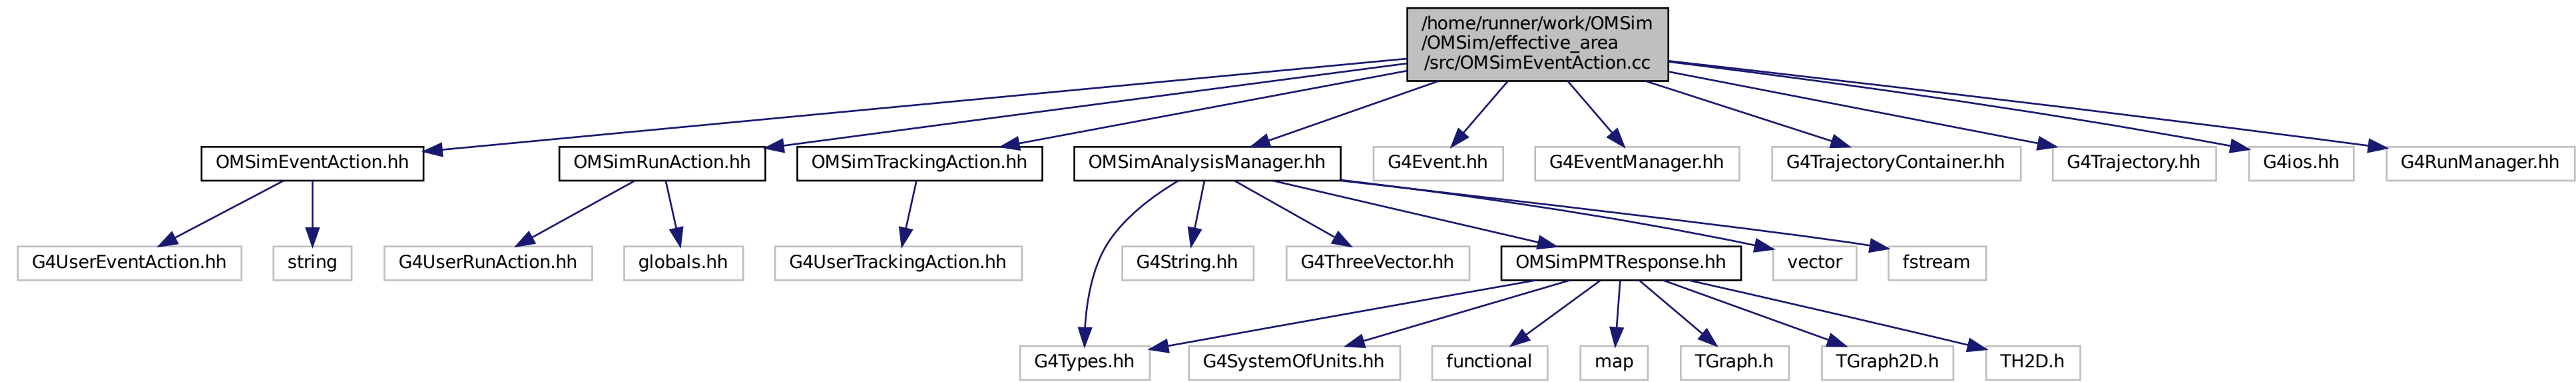 /home/runner/work/OMSim
/OMSim/effective_area
/src/OMSimEventAction.cc
OMSimEventAction.hh
OMSimRunAction.hh
OMSimTrackingAction.hh
OMSimAnalysisManager.hh
G4Event.hh
G4EventManager.hh
G4TrajectoryContainer.hh
G4Trajectory.hh
G4ios.hh
G4RunManager.hh
G4UserEventAction.hh
string
G4UserRunAction.hh
globals.hh
G4UserTrackingAction.hh
G4String.hh
G4ThreeVector.hh
OMSimPMTResponse.hh
vector
fstream
G4Types.hh
G4SystemOfUnits.hh
functional
map
TGraph.h
TGraph2D.h
TH2D.h